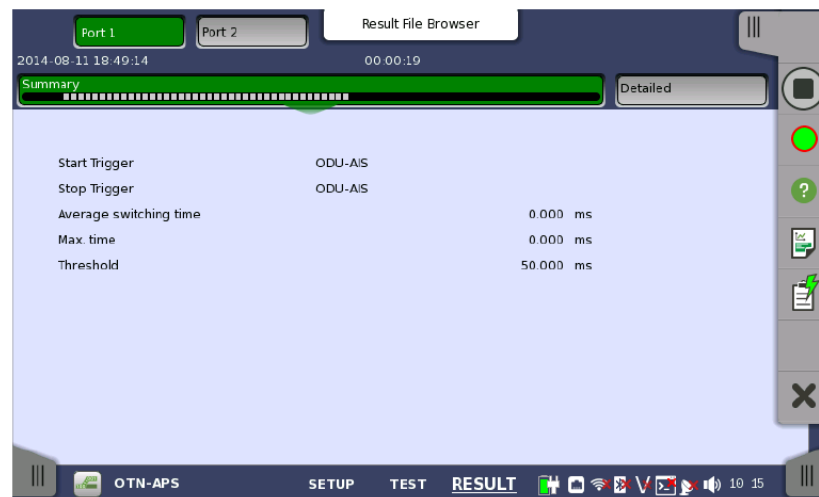 Result File Browser
Port 1
Port 2
2014-08-11 18:49:14
00:00:19
Summary
Detailed
Start Trigger ODU-AIS
Stop Trigger ODU-AIS
Average switching time 0.000 ms
Max. time 0.000 ms
Threshold 50.000 ms
?
OTN-APS
SETUP
TEST
RESULT
10 15